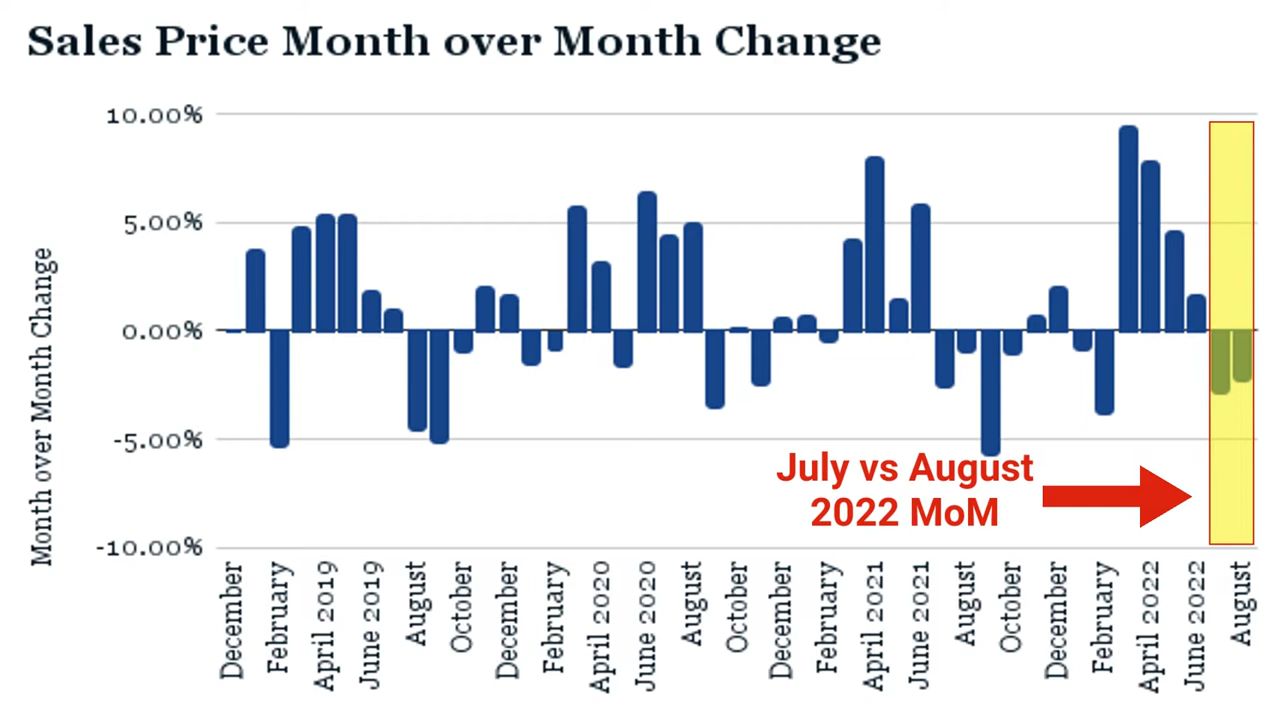 Sales Price Month over Month Change
Month over Month Change
10.00%
5.00%
0.00%
-5.00%
-10.00%
July vs August
2022 MoM
December
February
April 2019
June 2019
August
October
December
February
April 2020
June 2020
August
October
December
February
April 2021
June 2021
August
October
December
February
April 2022
June 2022
August